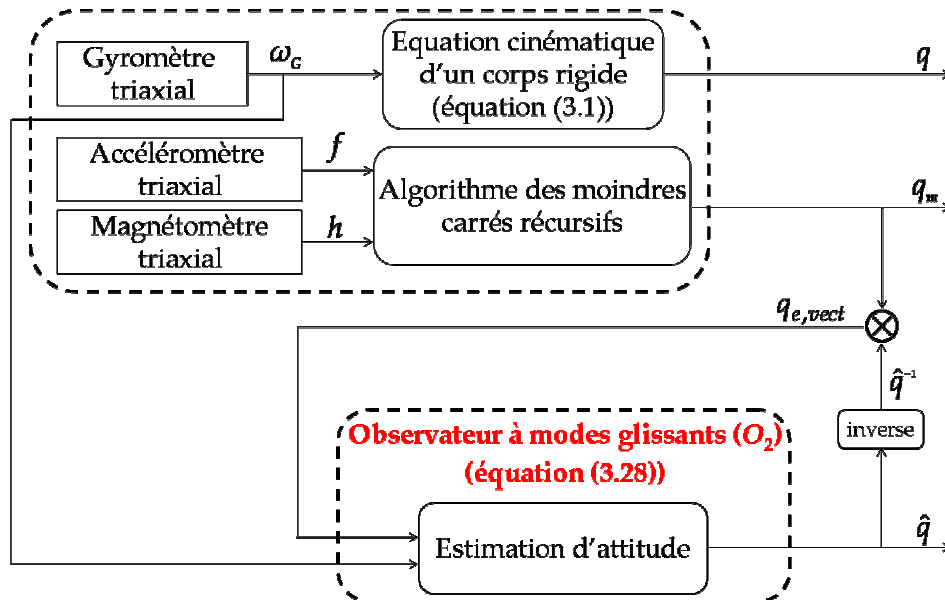 Gyromètre
triaxial
ω_G
Equation cinématique
d'un corps rigide
(équation (3.1))
q
Accéléromètre
triaxial
f
Magnétomètre
triaxial
h
Algorithme des moindres
carrés récursifs
q_m
q_{e,vect}
q̂⁻¹
inverse
Observateur à modes glissants (O₂)
(équation (3.28))
Estimation d'attitude
q̂